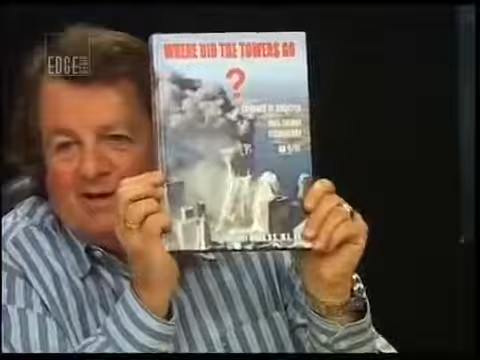 EDGE
WHERE DID THE TOWERS GO
?
EVIDENCE OF DIRECTED
FREE-ENERGY
TECHNOLOGY
ON 9/11